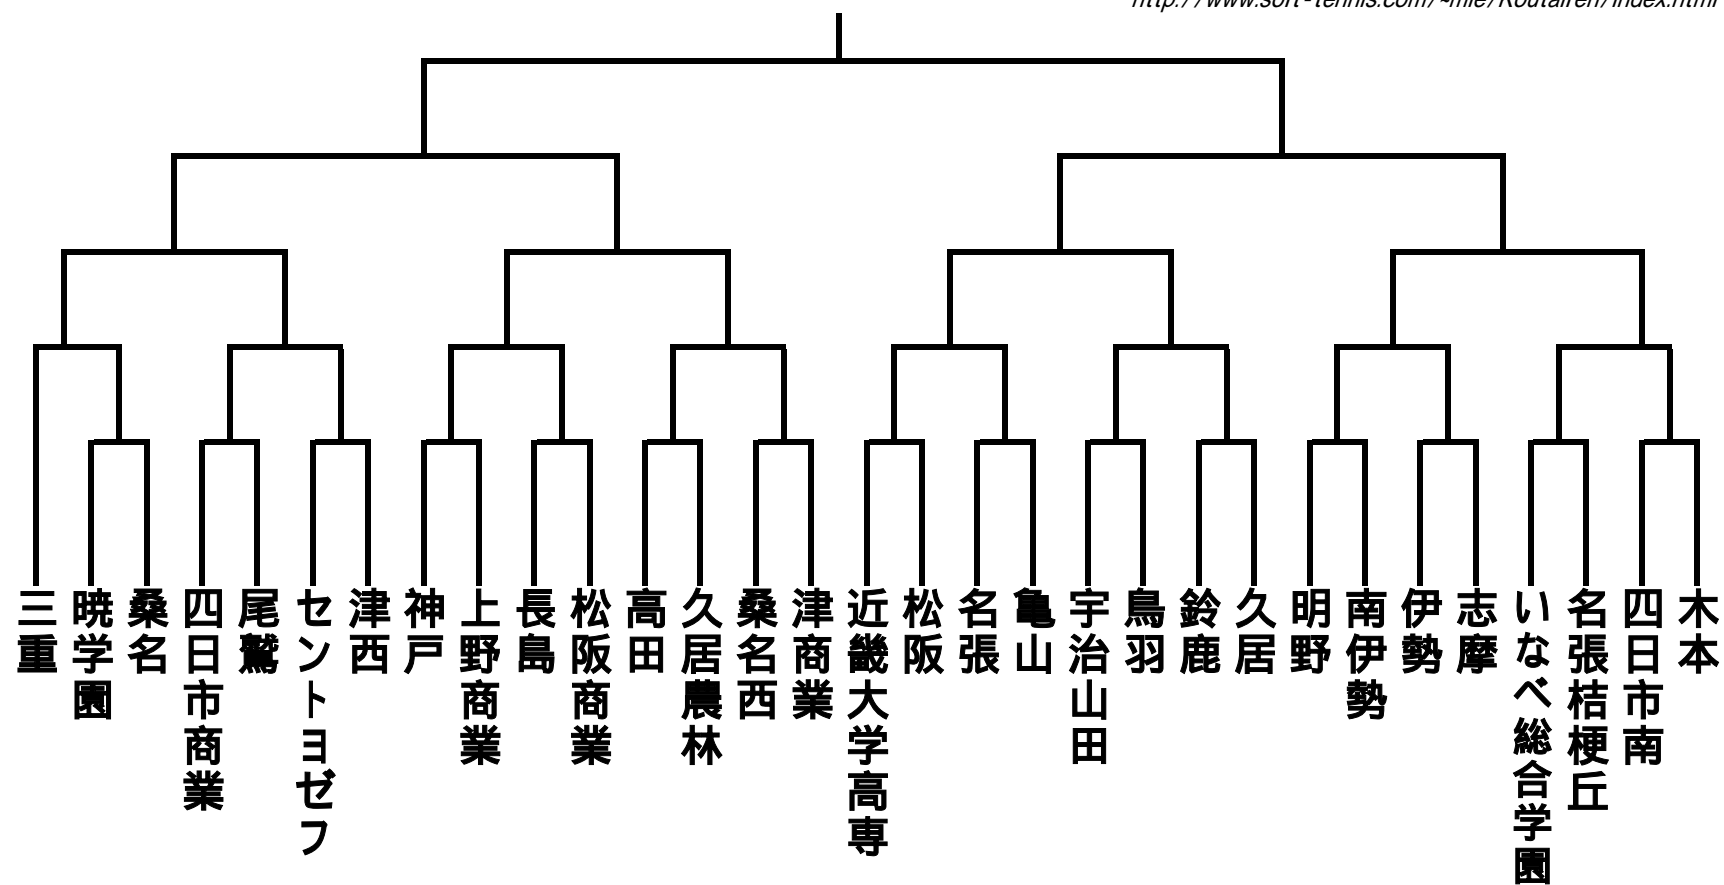 http://www.soft-tennis.com/~mie/Koutairen/index.html
三重
暁学園
桑名
四日市商業
尾鷲
セントヨゼフ
津西
神戸
上野商業
長島
松阪商業
高田
久居農林
桑名西
津商業
近畿大学高専
松阪
名張
亀山
宇治山田
鳥羽
鈴鹿
久居
明野
南伊勢
伊勢
志摩
いなべ総合学園
名張桔梗丘
四日市南
木本